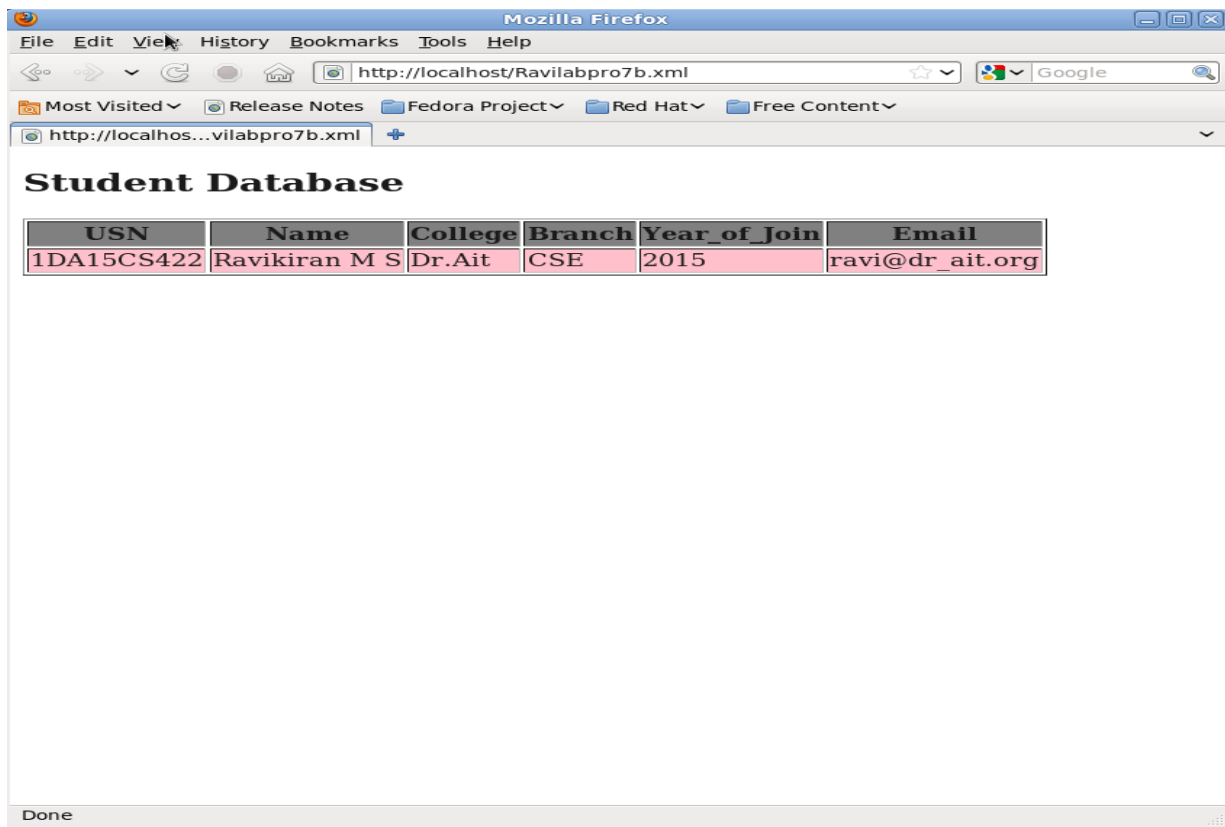 Mozilla Firefox
File Edit View History Bookmarks Tools Help
http://localhost/Ravilabpro7b.xml Google
Most Visited Release Notes Fedora Project Red Hat Free Content
http://localhos...vilabpro7b.xml
Student Database
USN Name College Branch Year_of_Join Email
1DA15CS422 Ravikiran M S Dr.Ait CSE 2015 ravi@dr_ait.org
Done